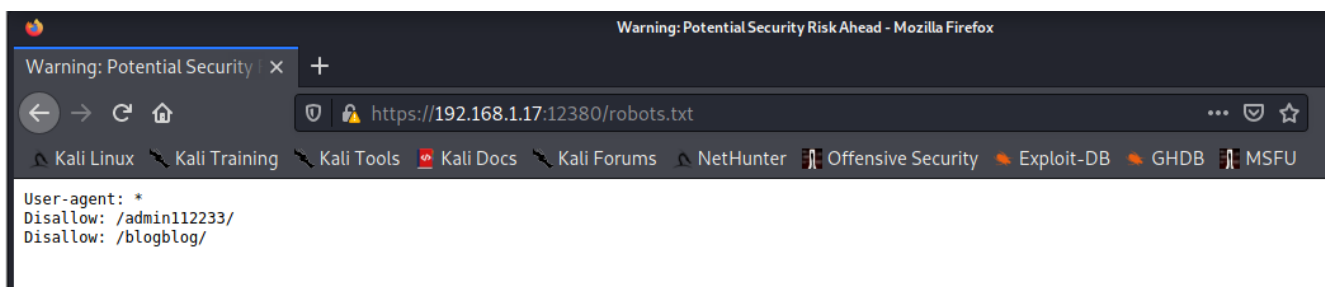 Warning: Potential Security Risk Ahead - Mozilla Firefox
Warning: Potential Security
https://192.168.1.17:12380/robots.txt
Kali Linux Kali Training Kali Tools Kali Docs Kali Forums NetHunter Offensive Security Exploit-DB GHDB MSFU
User-agent: *
Disallow: /admin112233/
Disallow: /blogblog/